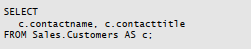 SELECT
c.contactname, c.contacttitle
FROM Sales.Customers AS c;